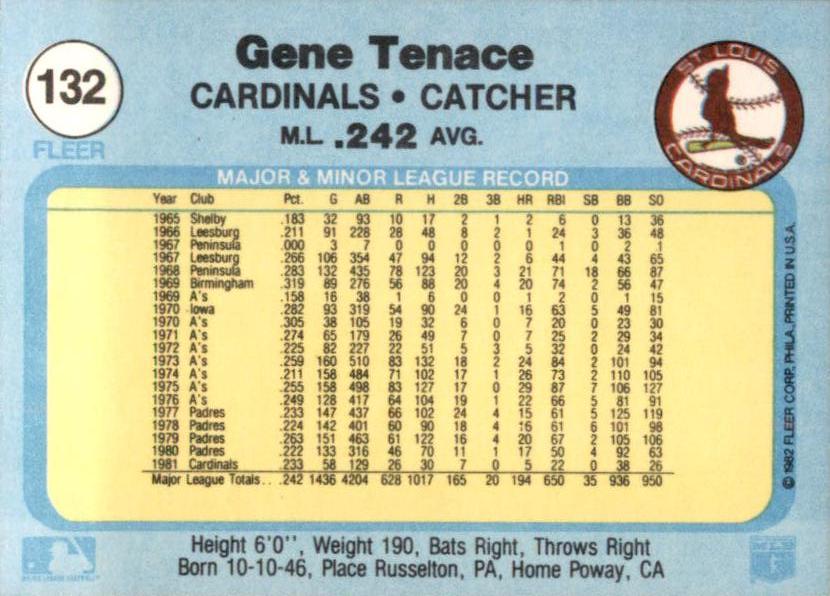 132
FLEER
Gene Tenace
CARDINALS • CATCHER
M.L. .242 AVG.
ST. LOUIS
CARDINALS
MAJOR & MINOR LEAGUE RECORD
Year Club Pct. G AB R H 2B 3B HR RBI SB BB SO
1965 Shelby .183 32 93 10 17 2 1 2 6 0 13 36
1966 Leesburg .211 91 228 28 48 8 2 1 24 3 36 48
1967 Peninsula .000 3 7 0 0 0 0 0 1 0 2 1
1967 Leesburg .266 106 354 47 94 12 2 6 44 4 43 65
1968 Peninsula .283 132 435 78 123 20 3 21 71 18 66 87
1969 Birmingham .319 89 276 56 88 20 4 20 74 2 56 47
1969 A's .158 16 38 1 6 0 0 1 2 0 1 15
1970 Iowa .282 93 319 54 90 24 1 16 63 5 49 81
1970 A's .305 38 105 19 32 6 0 7 20 0 23 30
1971 A's .274 65 179 26 49 7 0 7 25 2 29 34
1972 A's .225 82 227 22 51 5 3 5 32 0 24 42
1973 A's .259 160 510 83 132 18 2 24 84 2 101 94
1974 A's .211 158 484 71 102 17 1 26 73 2 110 105
1975 A's .255 158 498 83 127 17 0 29 87 7 106 127
1976 A's .249 128 417 64 104 19 1 22 66 5 81 91
1977 Padres .233 147 437 66 102 24 4 15 61 5 125 119
1978 Padres .224 142 401 60 90 18 4 16 61 6 101 98
1979 Padres .263 151 463 61 122 16 4 20 67 2 105 106
1980 Padres .222 133 316 46 70 11 1 17 50 4 92 63
1981 Cardinals .233 58 129 26 30 7 0 5 22 0 38 26
Major League Totals... .242 1436 4204 628 1017 165 20 194 650 35 936 950
© 1982 FLEER CORP. PHILA. PRINTED IN U.S.A.
Height 6'0'', Weight 190, Bats Right, Throws Right
Born 10-10-46, Place Russelton, PA, Home Poway, CA